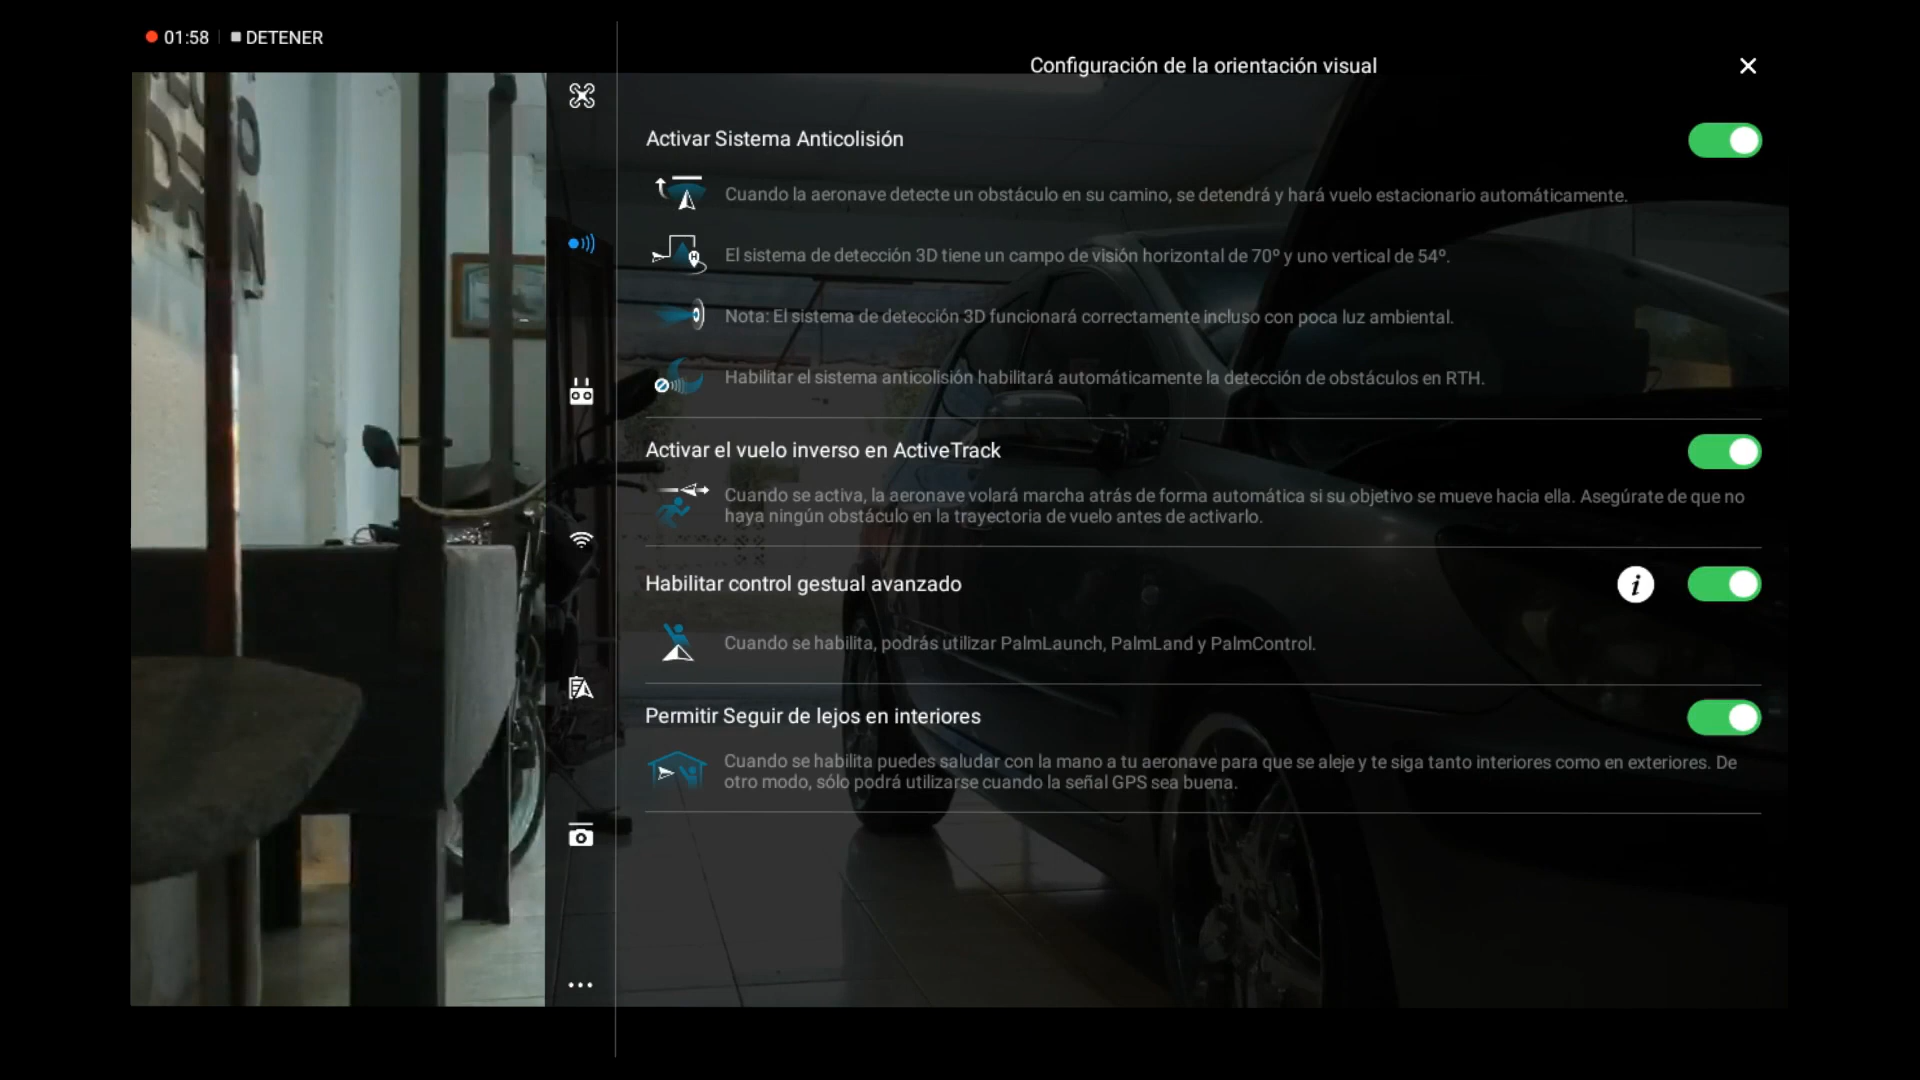 01:58 DETENER
Configuración de la orientación visual
Activar Sistema Anticolisión
Cuando la aeronave detecte un obstáculo en su camino, se detendrá y hará vuelo estacionario automáticamente.
El sistema de detección 3D tiene un campo de visión horizontal de 70º y uno vertical de 54º.
Nota: El sistema de detección 3D funcionará correctamente incluso con poca luz ambiental.
Habilitar el sistema anticolisión habilitará automáticamente la detección de obstáculos en RTH.
Activar el vuelo inverso en ActiveTrack
Cuando se activa, la aeronave volará marcha atrás de forma automática si su objetivo se mueve hacia ella. Asegúrate de que no
haya ningún obstáculo en la trayectoria de vuelo antes de activarlo.
Habilitar control gestual avanzado
i
Cuando se habilita, podrás utilizar PalmLaunch, PalmLand y PalmControl.
Permitir Seguir de lejos en interiores
Cuando se habilita puedes saludar con la mano a tu aeronave para que se aleje y te siga tanto interiores como en exteriores. De
otro modo, sólo podrá utilizarse cuando la señal GPS sea buena.